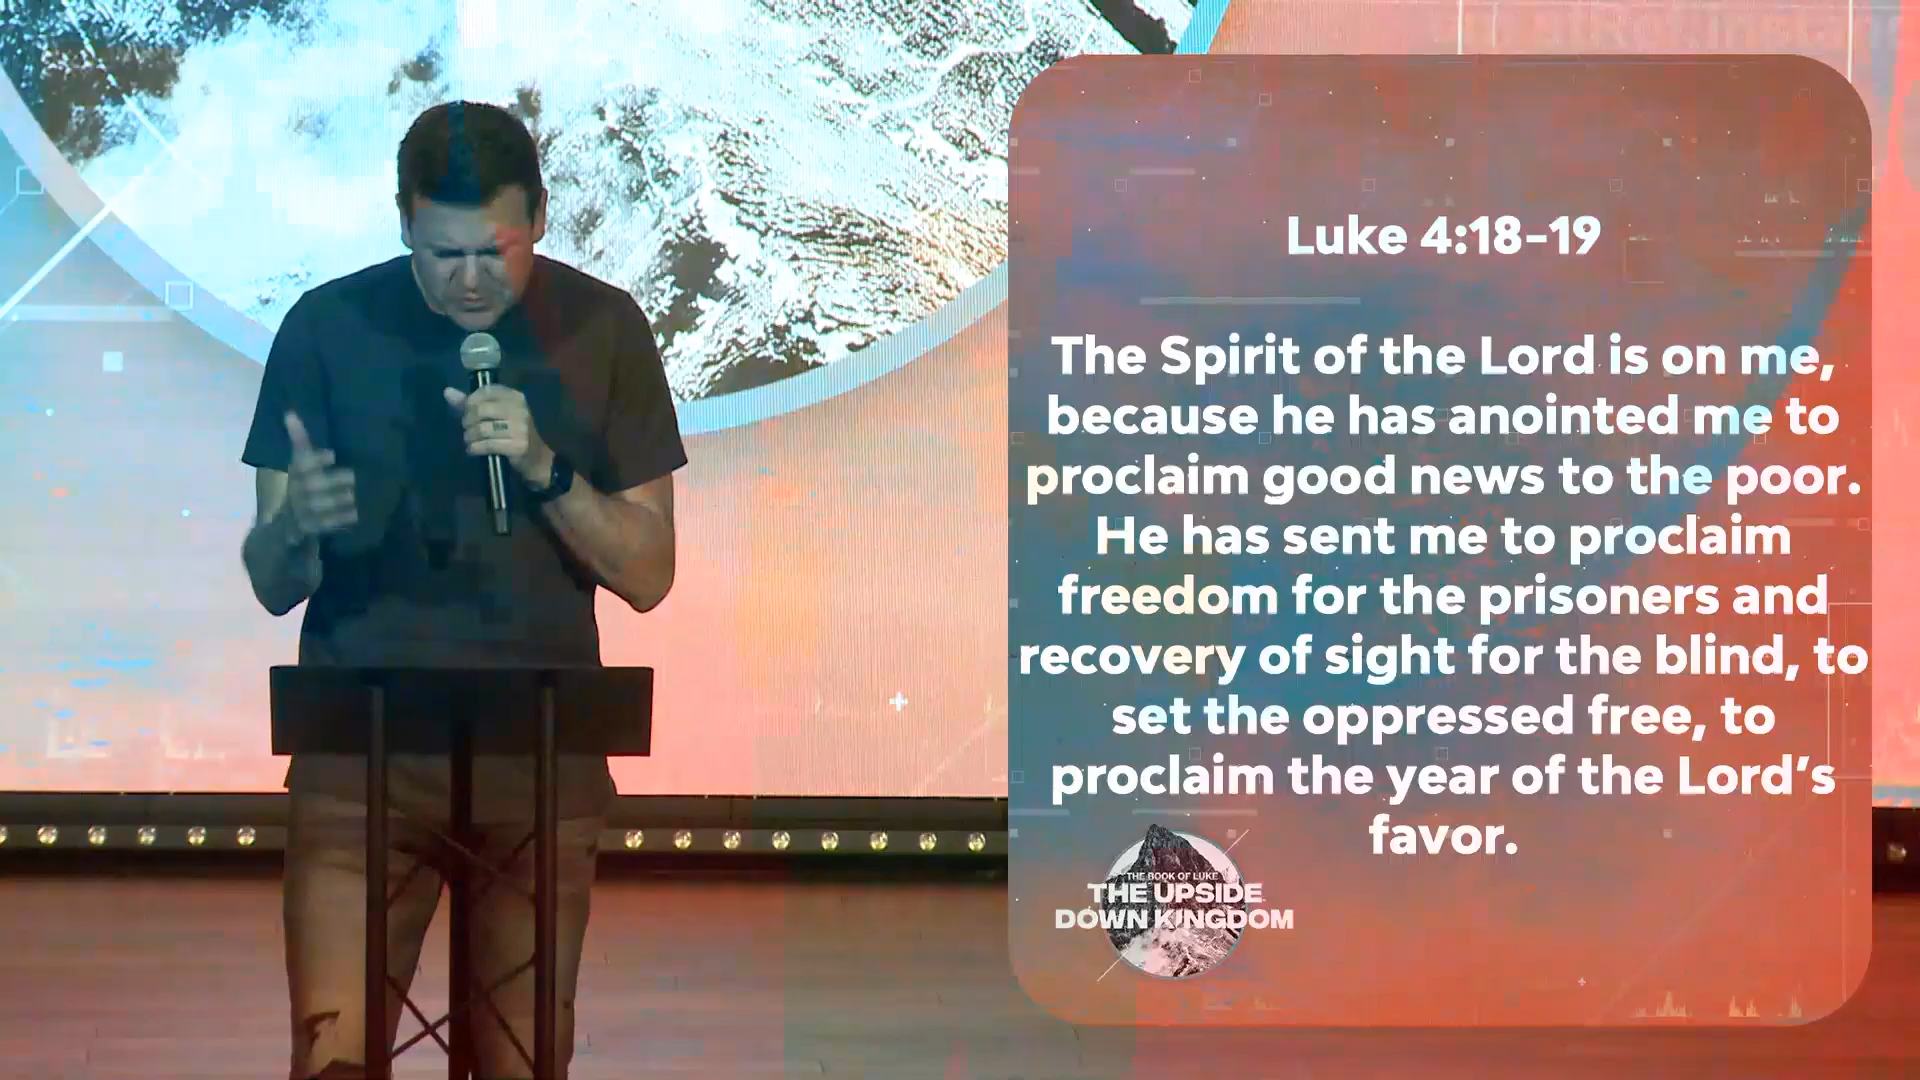 Luke 4:18-19
The Spirit of the Lord is on me,
because he has anointed me to
proclaim good news to the poor.
He has sent me to proclaim
freedom for the prisoners and
recovery of sight for the blind, to
set the oppressed free, to
proclaim the year of the Lord’s
favor.
THE BOOK OF LUKE
THE UPSIDE
DOWN KINGDOM